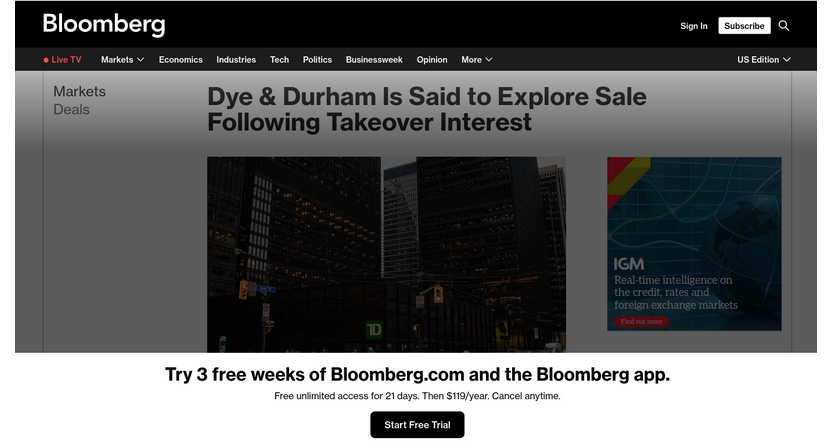 Bloomberg
Sign In
Subscribe
Live TV
Markets
Economics
Industries
Tech
Politics
Businessweek
Opinion
More
US Edition
Markets
Deals
Dye & Durham Is Said to Explore Sale
Following Takeover Interest
TD
IGM
Real-time intelligence on
the credit, rates and
foreign exchange markets
Find out more
Try 3 free weeks of Bloomberg.com and the Bloomberg app.
Free unlimited access for 21 days. Then $119/year. Cancel anytime.
Start Free Trial